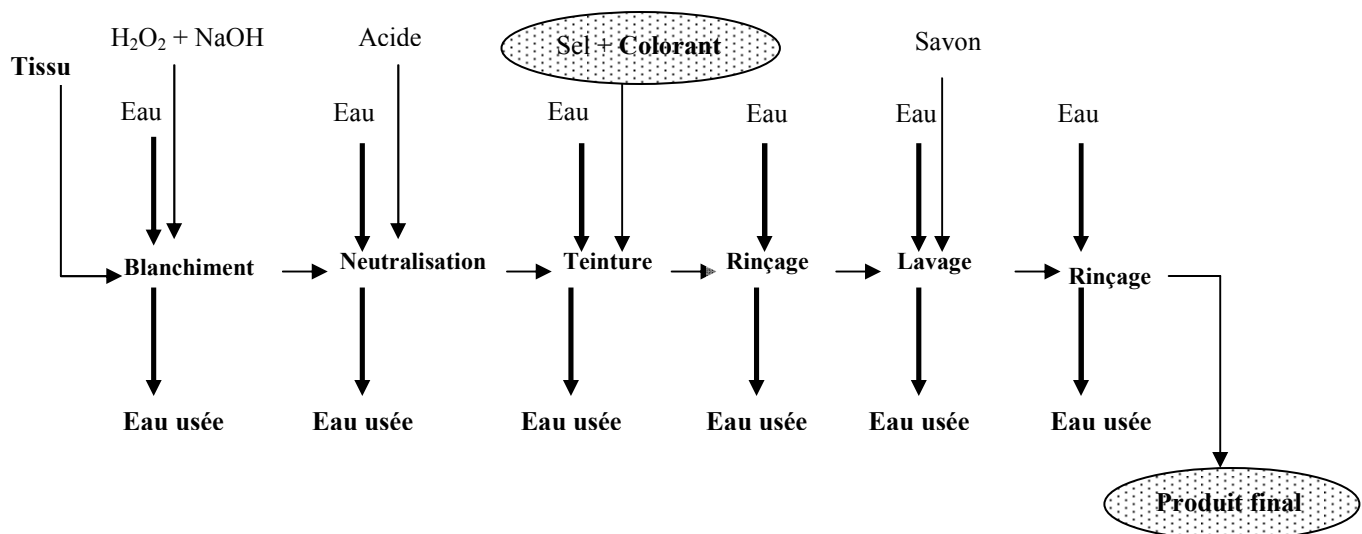 H₂O₂ + NaOH
Acide
Sel + Colorant
Savon
Tissu
Eau
Eau
Eau
Eau
Eau
Eau
Blanchiment
Neutralisation
Teinture
Rinçage
Lavage
Rinçage
Eau usée
Eau usée
Eau usée
Eau usée
Eau usée
Eau usée
Produit final